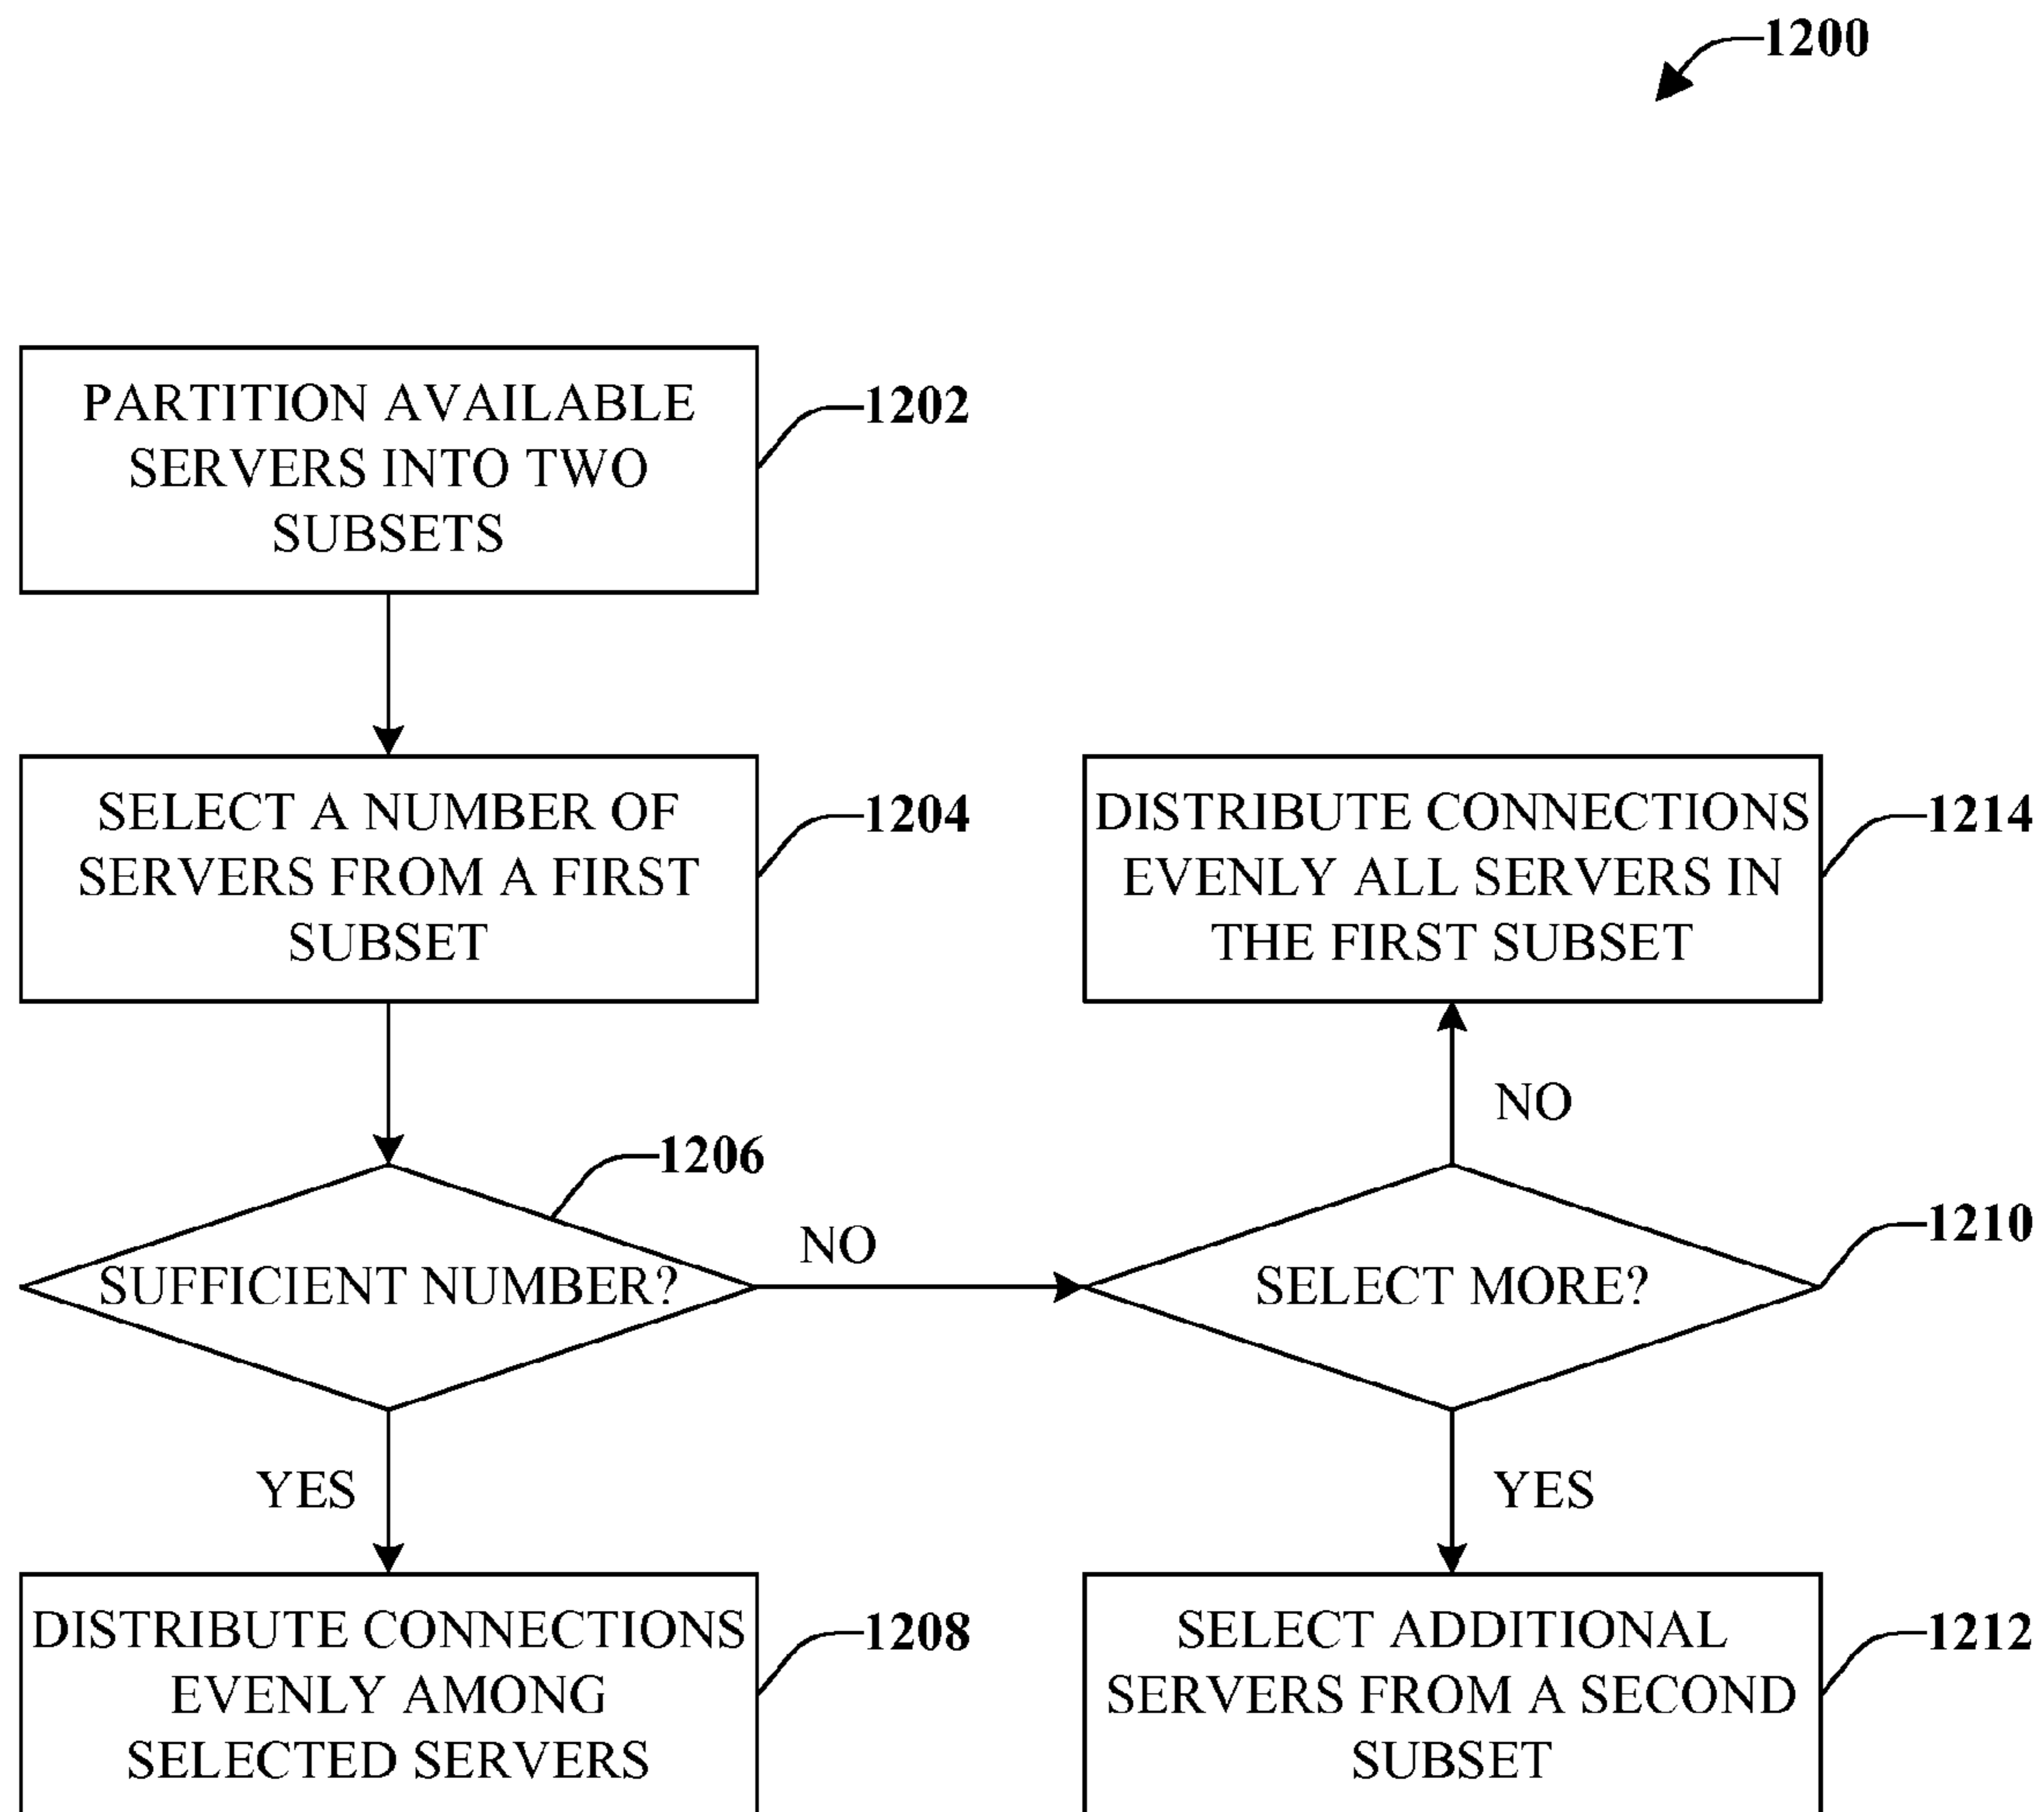 1200
PARTITION AVAILABLE
SERVERS INTO TWO
SUBSETS
1202
SELECT A NUMBER OF
SERVERS FROM A FIRST
SUBSET
1204
DISTRIBUTE CONNECTIONS
EVENLY ALL SERVERS IN
THE FIRST SUBSET
1214
NO
1206
SUFFICIENT NUMBER?
NO
SELECT MORE?
1210
YES
YES
DISTRIBUTE CONNECTIONS
EVENLY AMONG
SELECTED SERVERS
1208
SELECT ADDITIONAL
SERVERS FROM A SECOND
SUBSET
1212